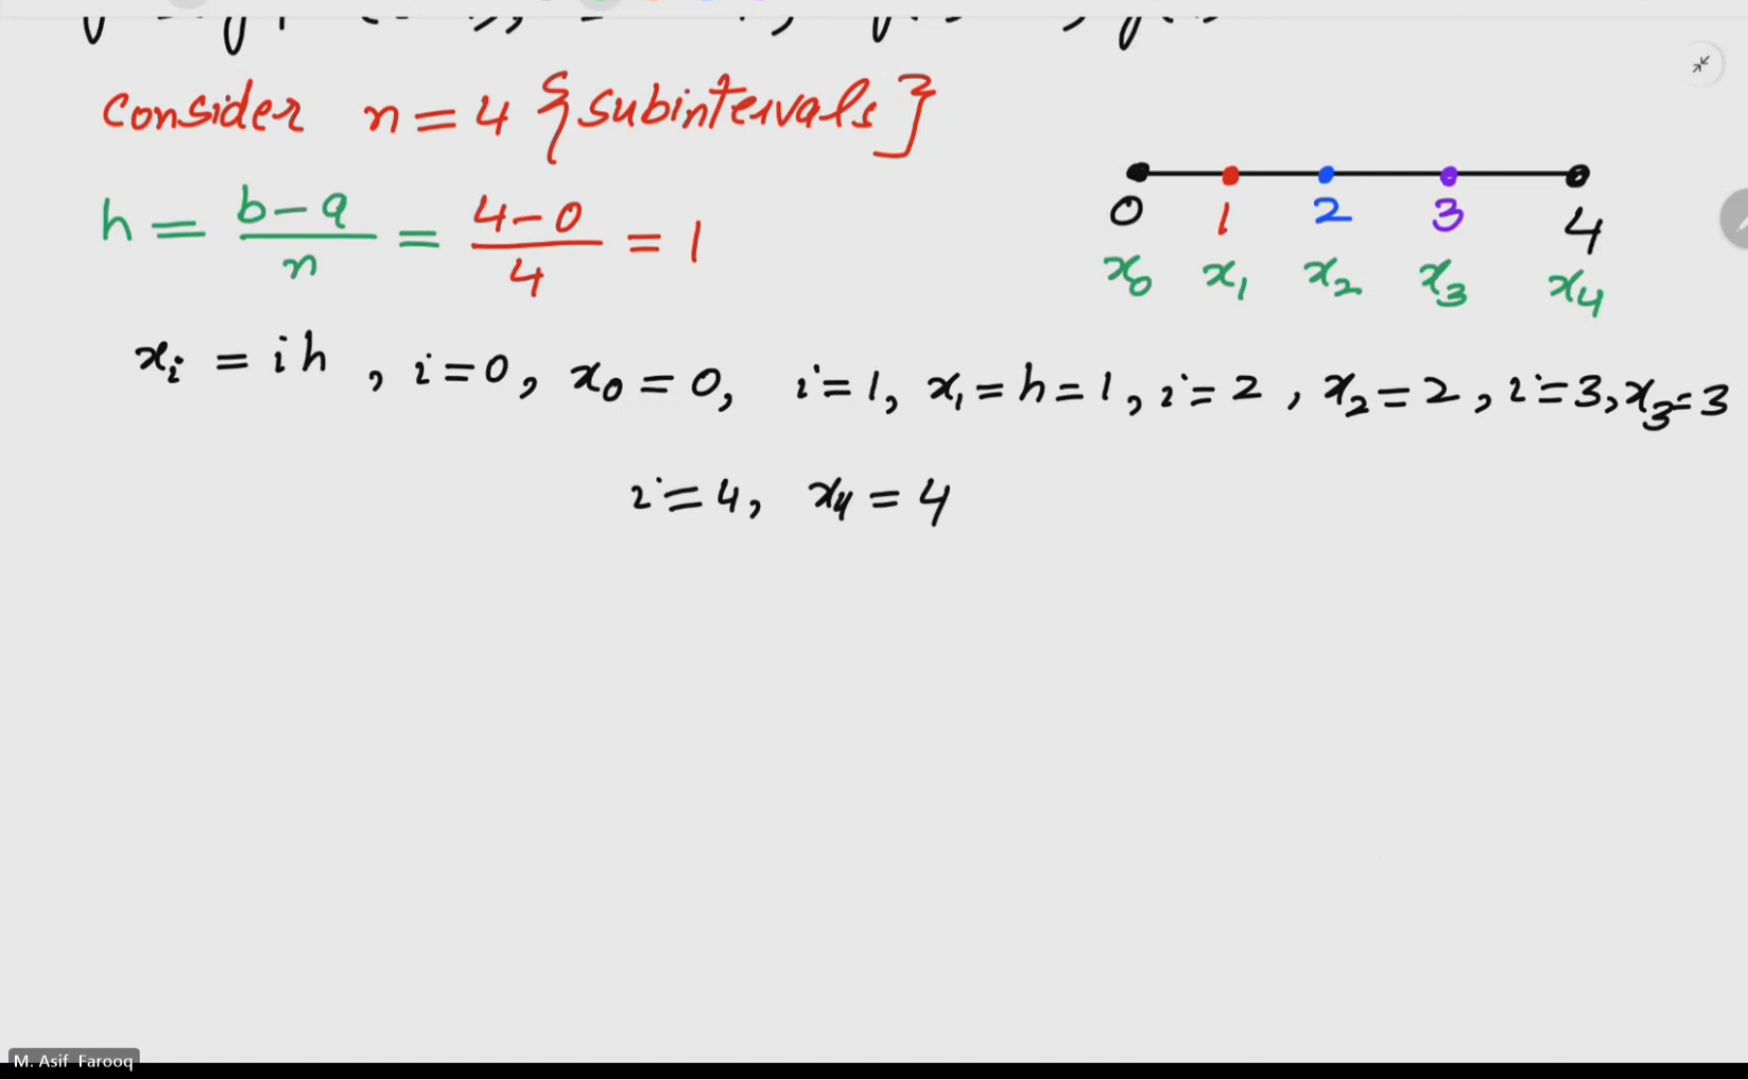 Consider n = 4 {subintervals}
h = b-a/n = 4-0/4 = 1
0 1 2 3 4
x0 x1 x2 x3 x4
xi = ih, i=0, x0 = 0, i=1, x1 = h = 1, i=2, x2 = 2, i=3, x3=3
i=4, x4 = 4
M. Asif Farooq